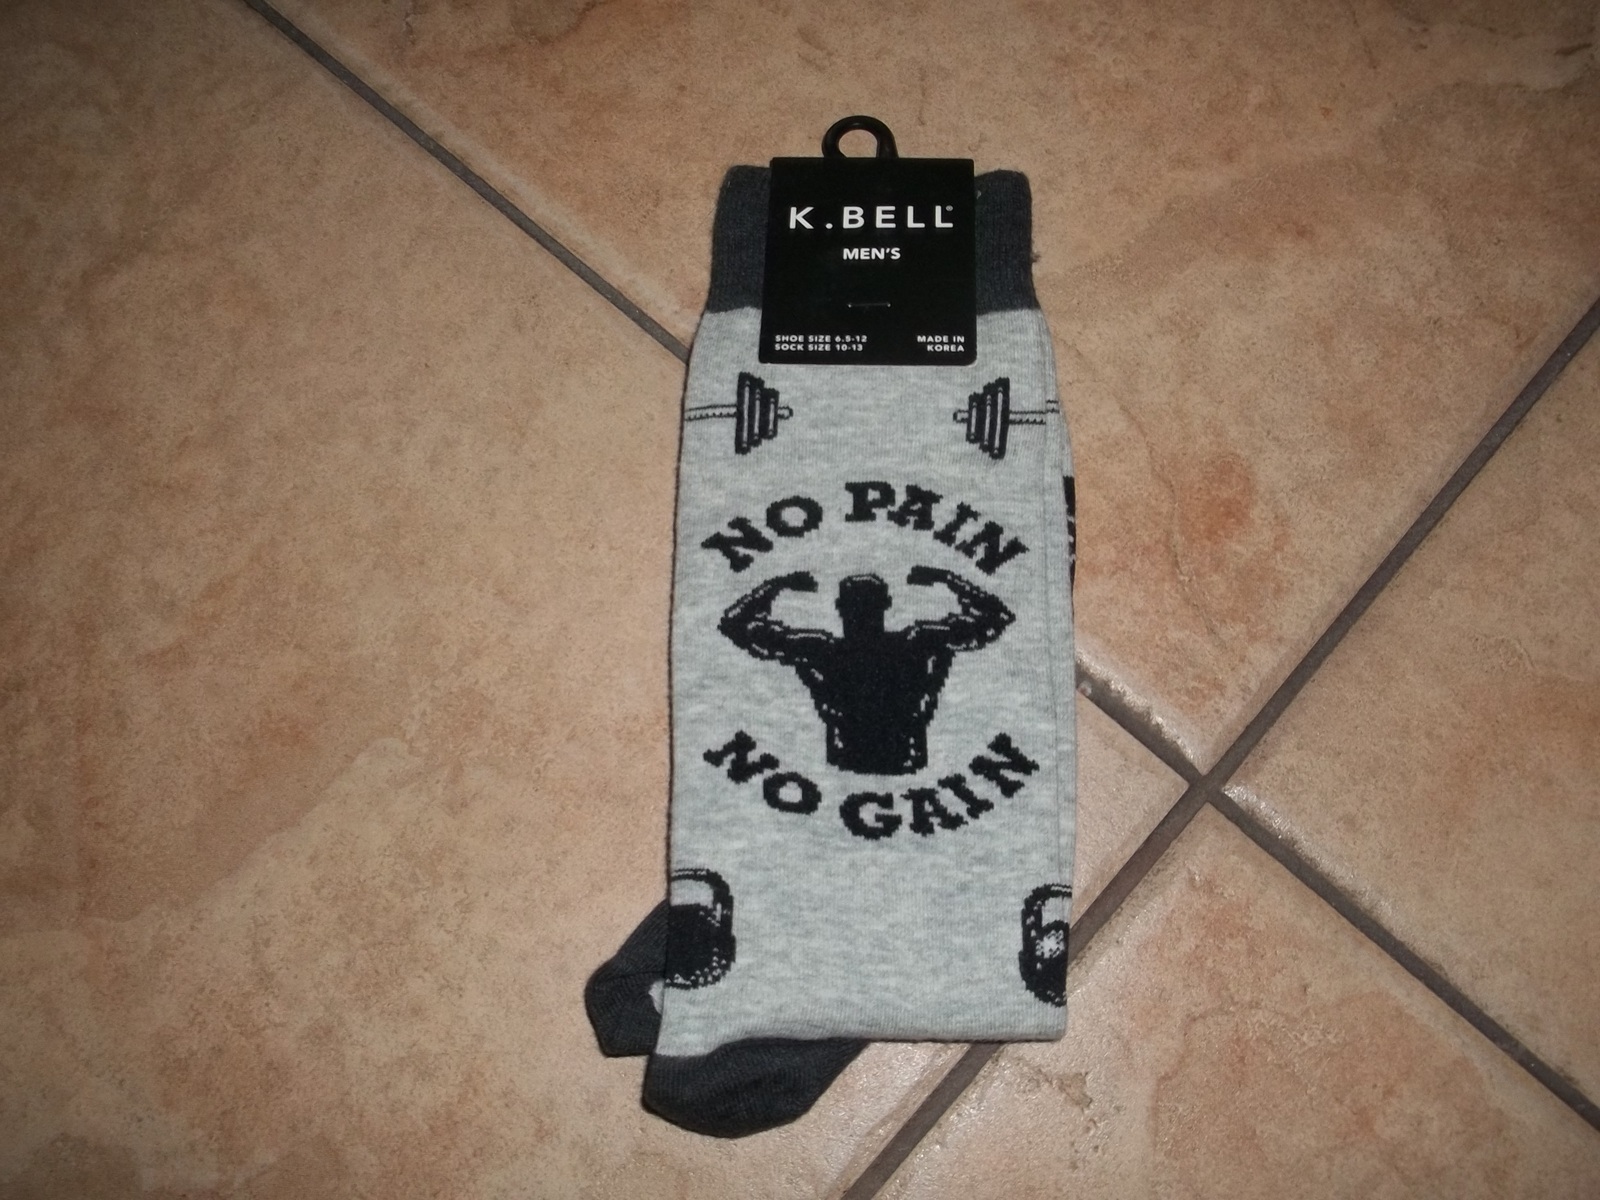 K.BELL®
MEN'S
SHOE SIZE 6.5-12
SOCK SIZE 10-13
MADE IN
KOREA
NO PAIN
NO GAIN